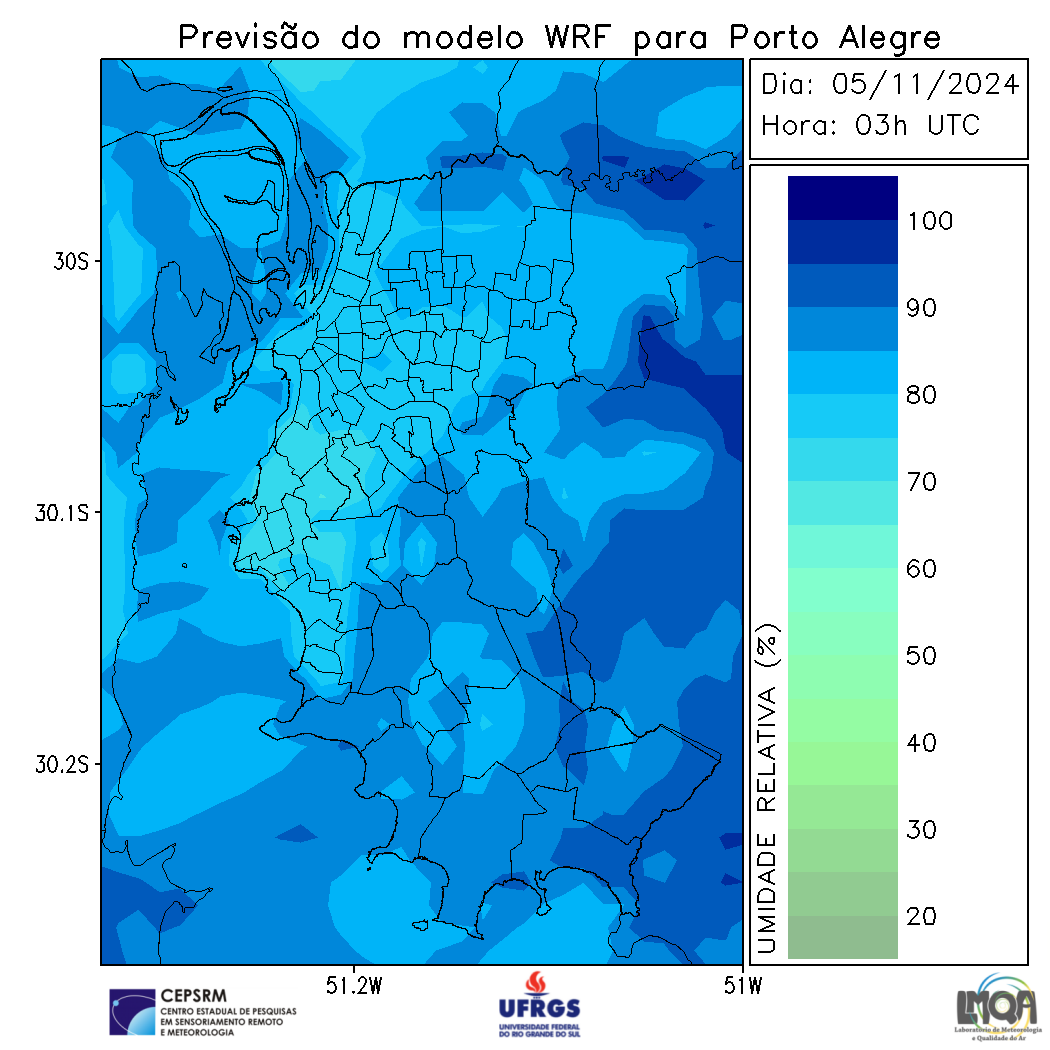 Previsão do modelo WRF para Porto Alegre
Dia: 05/11/2024
Hora: 03h UTC
100
90
80
70
60
50
40
30
20
UMIDADE RELATIVA (%)
30S
30.1S
30.2S
51.2W
51W
CEPSRM
CENTRO ESTADUAL DE PESQUISAS
EM SENSORIAMENTO REMOTO
E METEOROLOGIA
UFRGS
UNIVERSIDADE FEDERAL
DO RIO GRANDE DO SUL
LMQA
Laboratório de Meteorologia
e Qualidade do Ar